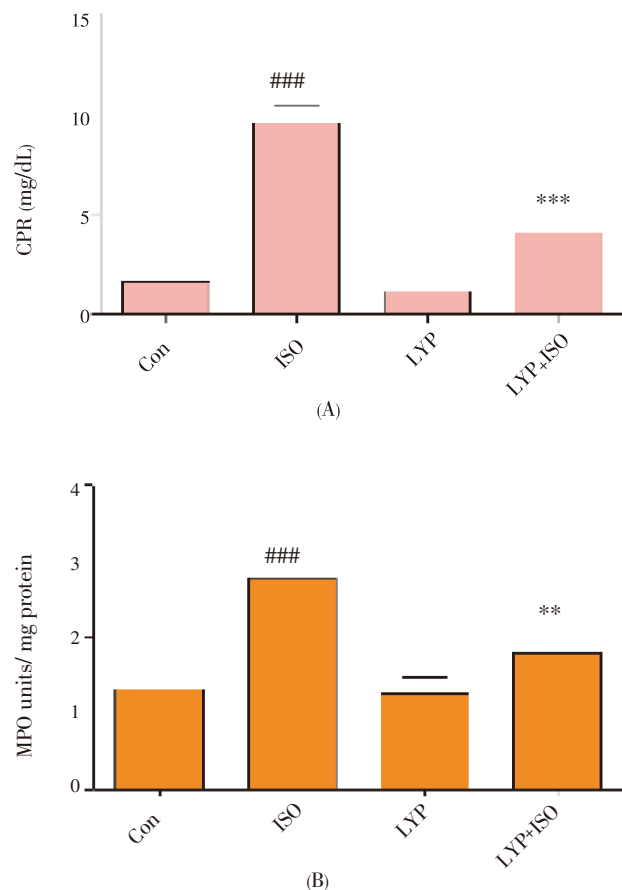 15
###
10
CPR (mg/dL)
***
5
0
Con
ISO
LYP
LYP+ISO
(A)
4
###
3
MPO units/ mg protein
**
2
1
0
Con
ISO
LYP
LYP+ISO
(B)